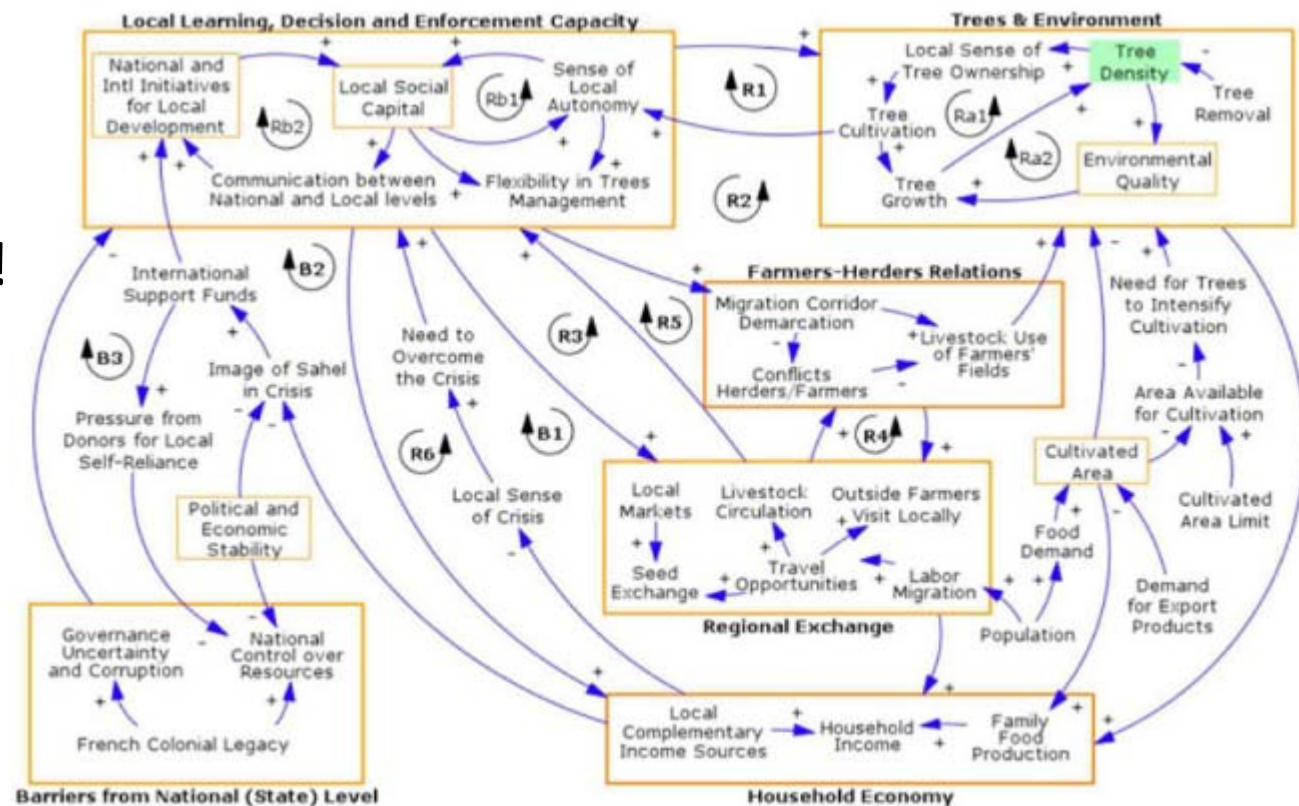 Local Learning, Decision and Enforcement Capacity
National and
Intl Initiatives
for Local
Development
Local Social
Capital
Sense of
Local
Autonomy
Rb1
Rb2
Communication between
National and Local levels
Flexibility in Trees
Management
Trees & Environment
Local Sense of
Tree Ownership
Tree
Density
Tree
Removal
Tree
Cultivation
Ra1
Ra2
Tree
Growth
Environmental
Quality
R1
R2
!
International
Support Funds
B2
B3
Image of Sahel
in Crisis
Pressure from
Donors for Local
Self-Reliance
Political and
Economic
Stability
Need to
Overcome
the Crisis
R3
R5
R6
B1
Local Sense
of Crisis
Farmers-Herders Relations
Migration Corridor
Demarcation
Conflicts
Herders/Farmers
Livestock Use
of Farmers'
Fields
R4
Need for Trees
to Intensify
Cultivation
Area Available
for Cultivation
Cultivated
Area
Cultivated
Area Limit
Food
Demand
Demand
for Export
Products
Population
Local
Markets
Livestock
Circulation
Outside Farmers
Visit Locally
Seed
Exchange
Travel
Opportunities
Labor
Migration
Regional Exchange
Governance
Uncertainty
and Corruption
National
Control over
Resources
French Colonial Legacy
Barriers from National (State) Level
Local
Complementary
Income Sources
Household
Income
Family
Food
Production
Household Economy